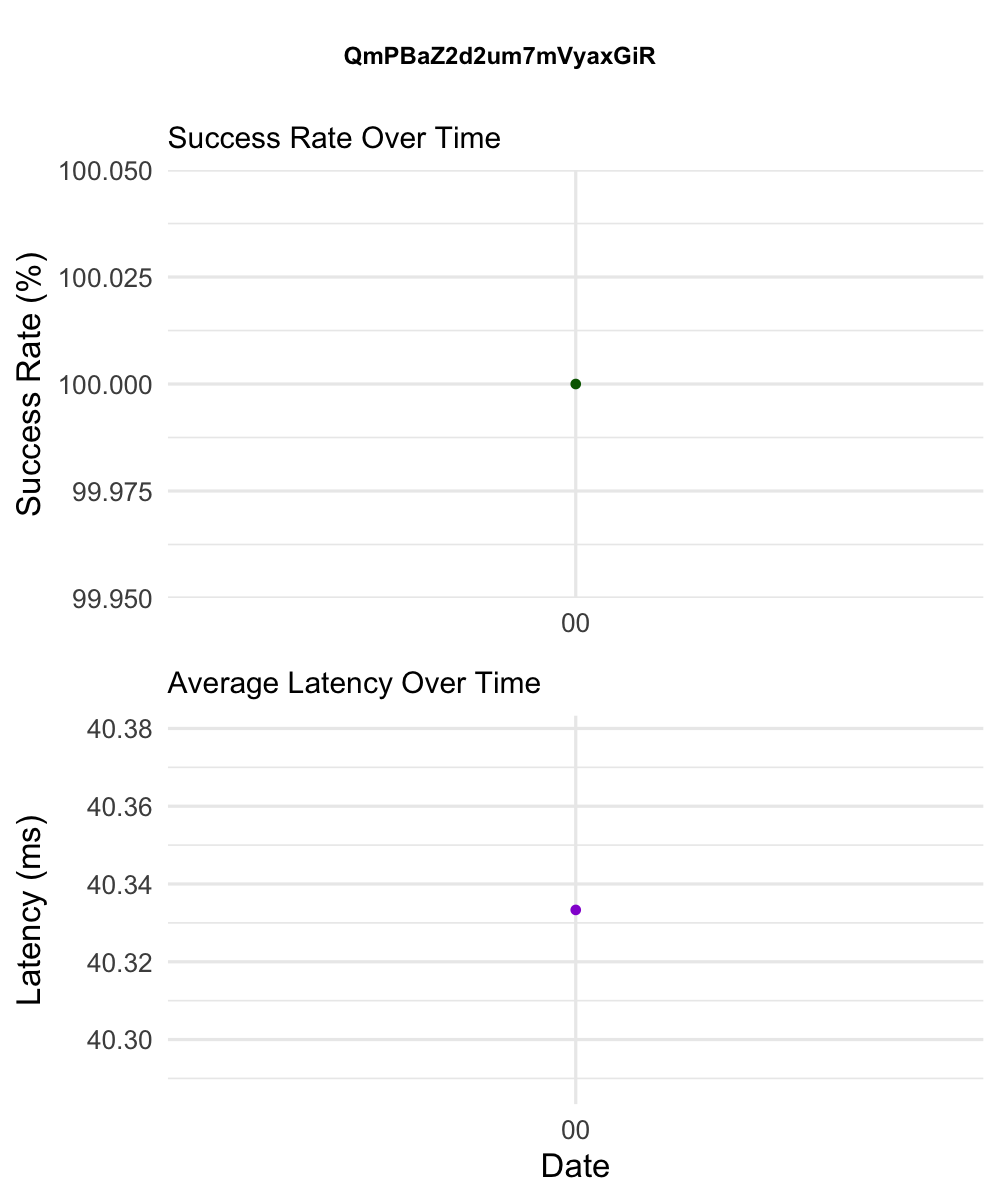 QmPBaZ2d2um7mVyaxGiR
Success Rate Over Time
100.050
100.025
100.000
99.975
99.950
Success Rate (%)
00
Average Latency Over Time
40.38
40.36
40.34
40.32
40.30
Latency (ms)
00
Date